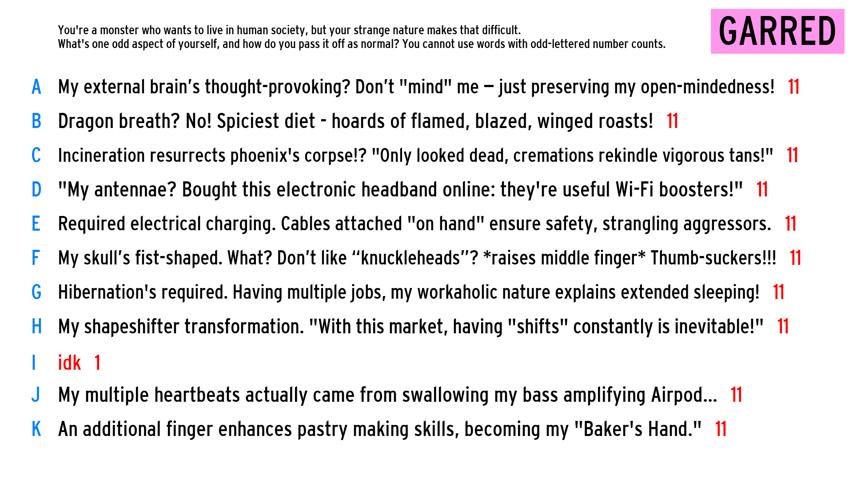 You're a monster who wants to live in human society, but your strange nature makes that difficult.
What's one odd aspect of yourself, and how do you pass it off as normal? You cannot use words with odd-lettered number counts.
GARRED
A My external brain's thought-provoking? Don't "mind" me – just preserving my open-mindedness! 11
B Dragon breath? No! Spiciest diet - hoards of flamed, blazed, winged roasts! 11
C Incineration resurrects phoenix's corpse!? "Only looked dead, cremations rekindle vigorous tans!" 11
D "My antennae? Bought this electronic headband online: they're useful Wi-Fi boosters!" 11
E Required electrical charging. Cables attached "on hand" ensure safety, strangling aggressors. 11
F My skull's fist-shaped. What? Don't like “knuckleheads”? *raises middle finger* Thumb-suckers!!! 11
G Hibernation's required. Having multiple jobs, my workaholic nature explains extended sleeping! 11
H My shapeshifter transformation. "With this market, having "shifts" constantly is inevitable!" 11
I idk 1
J My multiple heartbeats actually came from swallowing my bass amplifying Airpod... 11
K An additional finger enhances pastry making skills, becoming my "Baker's Hand." 11